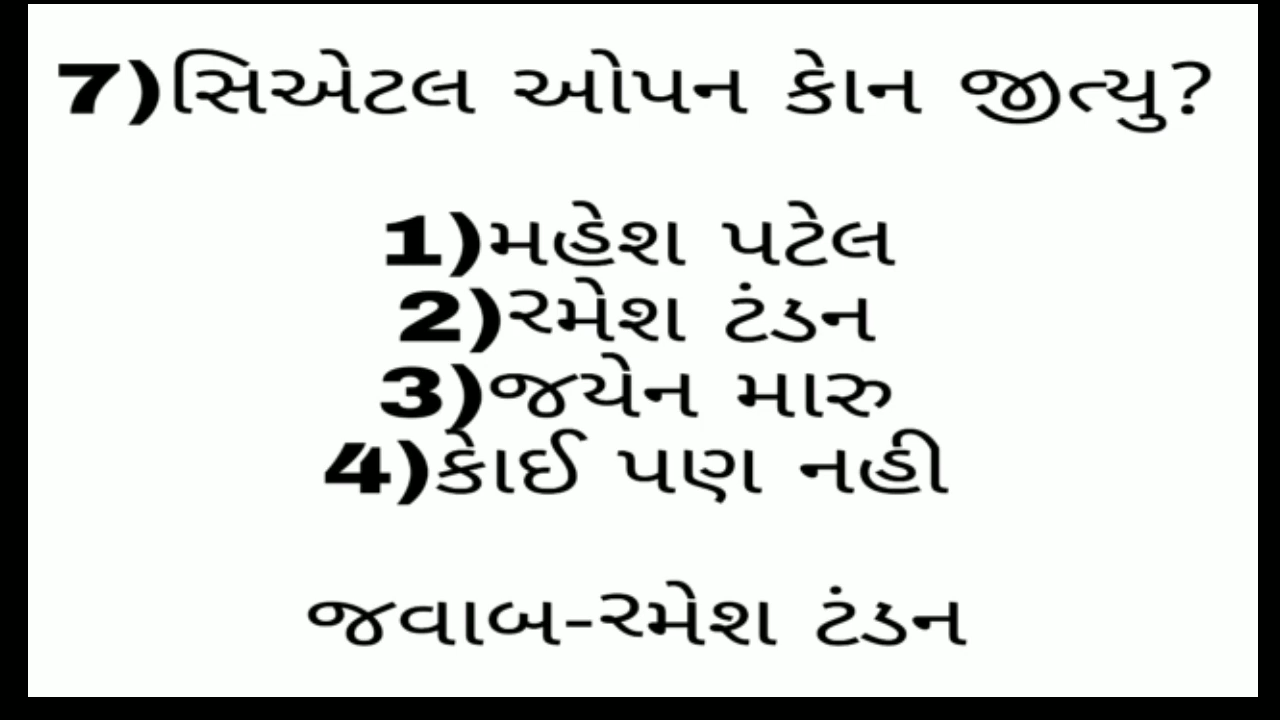 7)સિએટલ ઓપન કોન જીત્યુ?
1)મહેશ પટેલ
2)રમેશ ટંડન
3)જયેન મારુ
4)કોઈ પણ નહી
જવાબ-રમેશ ટંડન